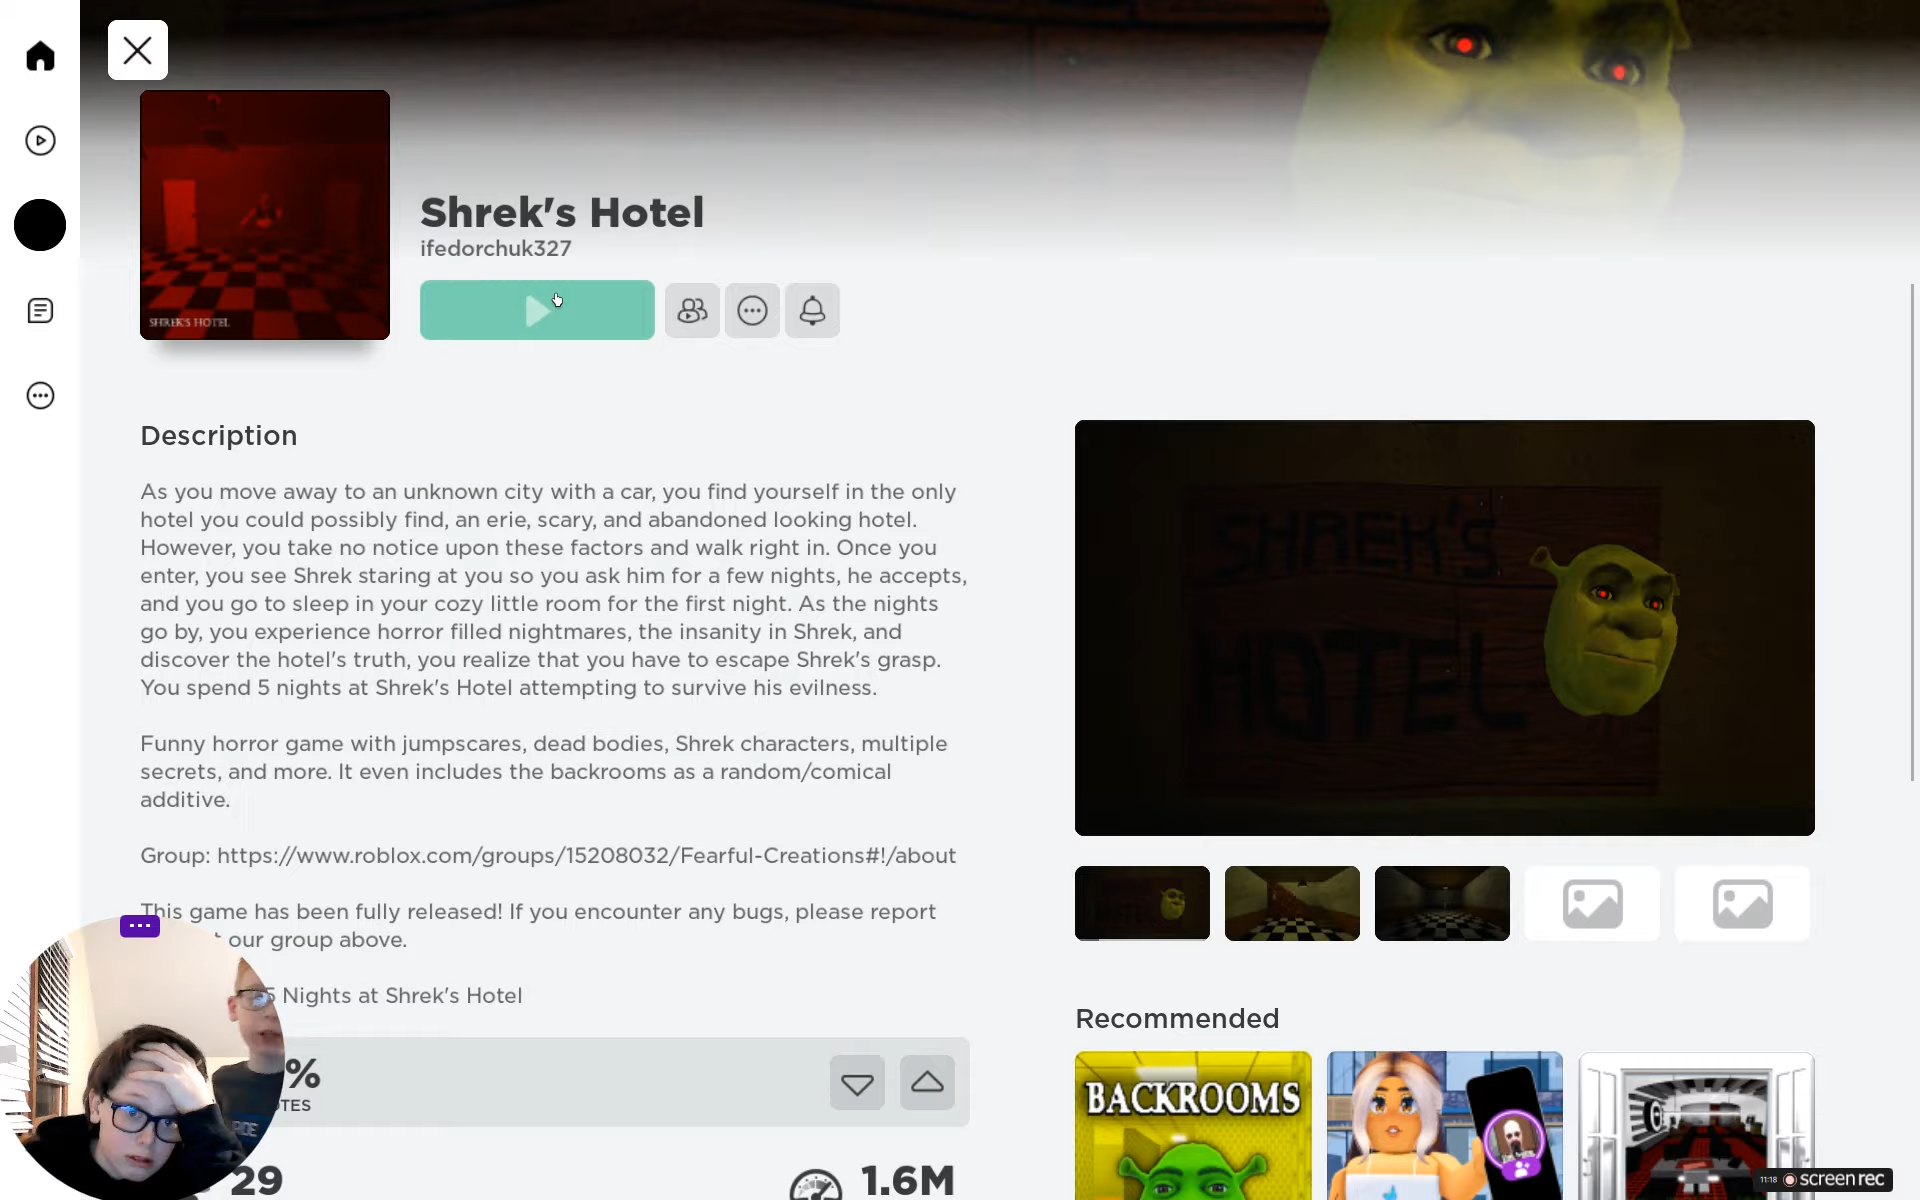 SHREK'S HOTEL
Shrek's Hotel
ifedorchuk327
Description
As you move away to an unknown city with a car, you find yourself in the only
hotel you could possibly find, an erie, scary, and abandoned looking hotel.
However, you take no notice upon these factors and walk right in. Once you
enter, you see Shrek staring at you so you ask him for a few nights, he accepts,
and you go to sleep in your cozy little room for the first night. As the nights
go by, you experience horror filled nightmares, the insanity in Shrek, and
discover the hotel's truth, you realize that you have to escape Shrek's grasp.
You spend 5 nights at Shrek's Hotel attempting to survive his evilness.
Funny horror game with jumpscares, dead bodies, Shrek characters, multiple
secrets, and more. It even includes the backrooms as a random/comical
additive.
Group: https://www.roblox.com/groups/15208032/Fearful-Creations#!/about
This game has been fully released! If you encounter any bugs, please report
our group above.
5 Nights at Shrek's Hotel
%
29
1.6M
SHREK'S
HOTEL
Recommended
BACKROOMS
11:18 screenrec